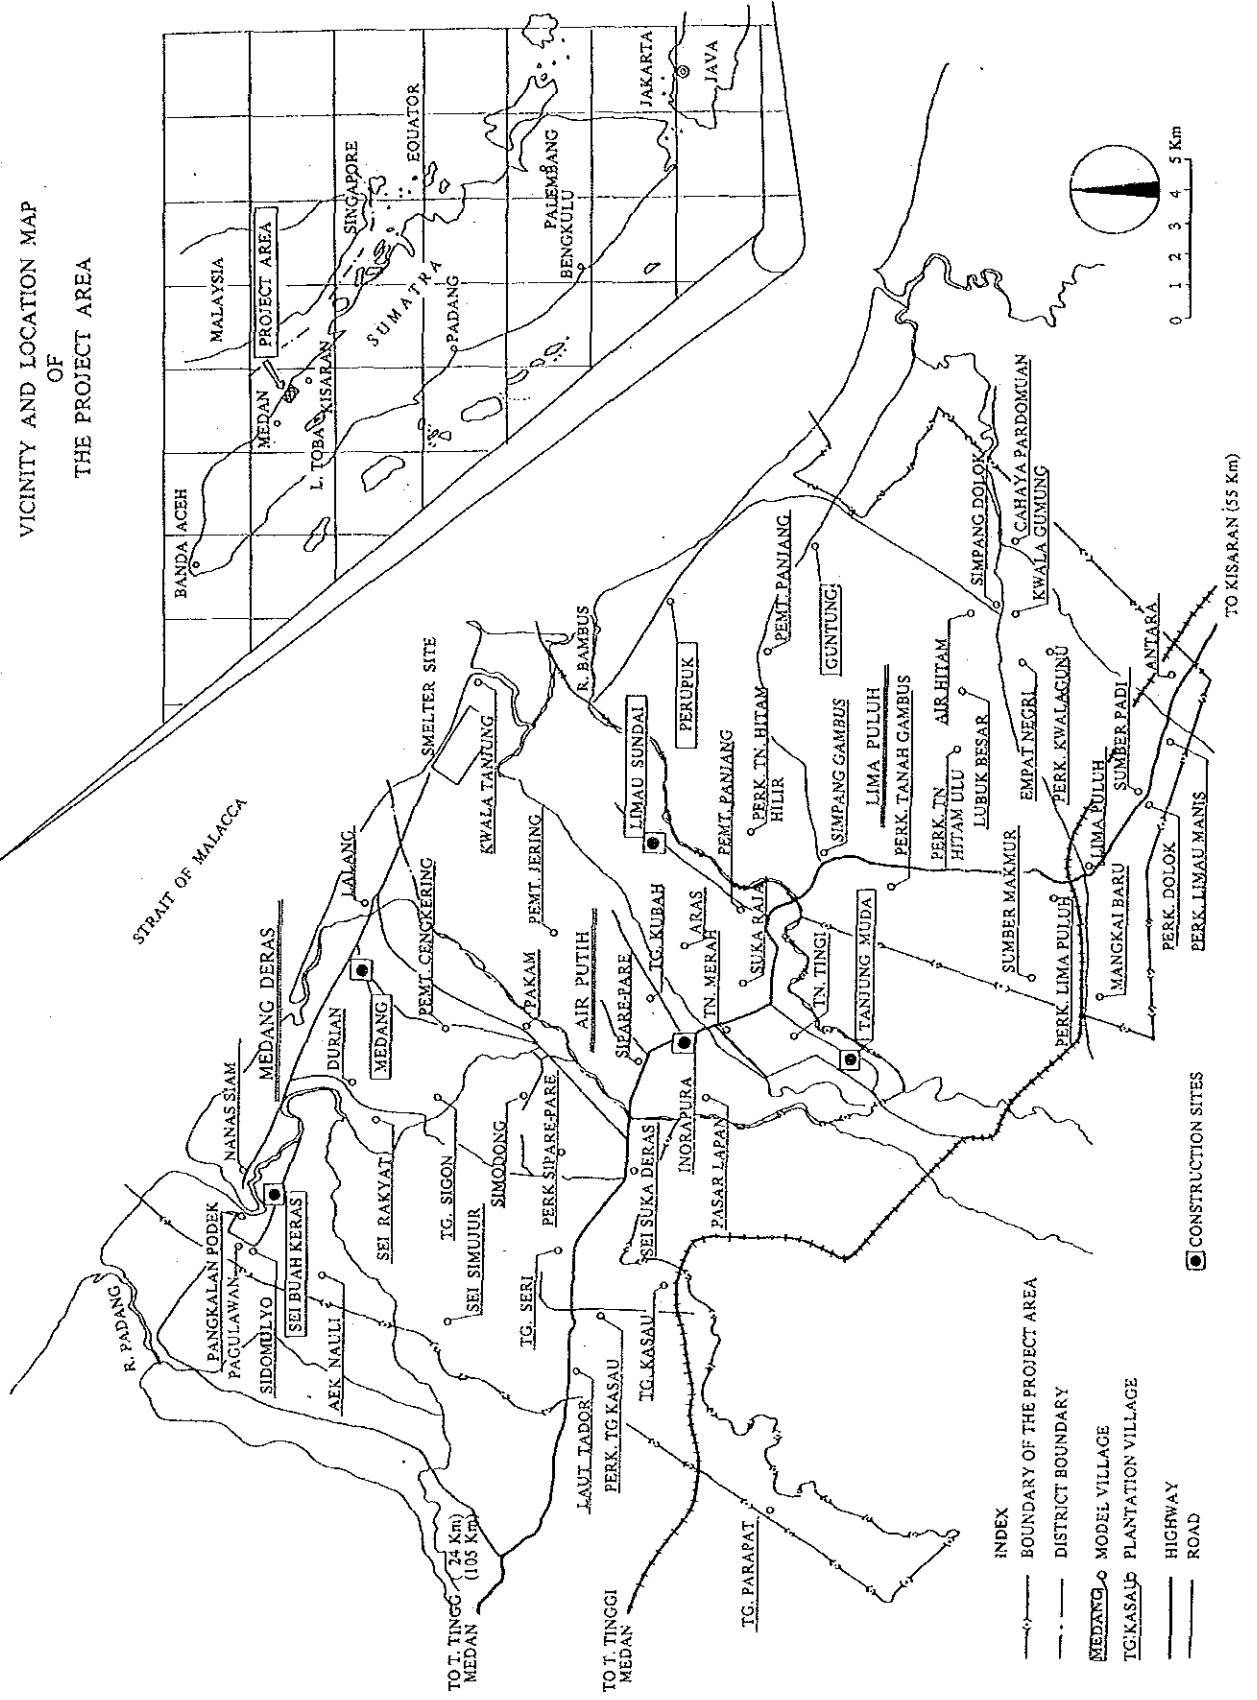 VICINITY AND LOCATION MAP
OF
THE PROJECT AREA
BANDA ACEH
MEDAN
L. TOBA
KISARAN
PROJECT AREA
MALAYSIA
SINGAPORE
SUMATRA
PADANG
EQUATOR
PALEMBANG
BENGKULU
JAKARTA
JAVA
STRAIT OF MALACCA
R. PADANG
PANGKALAN PODEK
PAGULAWAN
SIDOMULYO
SEI BUAH KERAS
AEK NAULI
NANAS SIAM
MEDANG DERAS
DURIAN
MEDANG
LALANG
PEMT. CENGKERING
SEI RAKYAT
TG. SIGON
SEI SIMUJUR
SIMODONG
PERK SIPARE-PARE
TG. SERI
PAKAM
PEMT. JERING
KWALA TANJUNG
SMELTER SITE
R. BAMBUS
AIR PUTIH
SIPARE-PARE
TG. KUBAH
ARAS
TN. MERAH
SUKA RAJA
INDRAPURA
PASAR LAPAN
SEI SUKA DERAS
TG. KASAU
PERK. TG KASAU
LAUT TADOR
TG. PARAPAT
TN. TINGI
TANJUNG MUDA
LIMAU SUNDAI
PERUPUK
PEMT. PANJANG
PERK. TN. HITAM
HILIR
PEMT. PANJANG
GUNTUNG
SIMPANG GAMBUS
LIMA PULUH
PERK. TANAH GAMBUS
PERK. TN
HITAM ULU
AIR HITAM
LUBUK BESAR
SIMPANG DOLOK
CAHAYA PARDOMUAN
KWALA GUMUNG
EMPAT NEGRI
PERK. KWALAGUNU
SUMBER MAKMUR
PERK. LIMA PULUH
LIMA PULUH
MANGKAI BARU
SUMBER PADI
ANTARA
PERK. DOLOK
PERK. LIMAU MANIS
TO KISARAN (55 Km)
TO T. TINGG (24 Km)
MEDAN (105 Km)
TO T. TINGGI
MEDAN
0 1 2 3 4 5 Km
INDEX
BOUNDARY OF THE PROJECT AREA
DISTRICT BOUNDARY
MEDANG MODEL VILLAGE
TG.KASAU PLANTATION VILLAGE
HIGHWAY
ROAD
CONSTRUCTION SITES